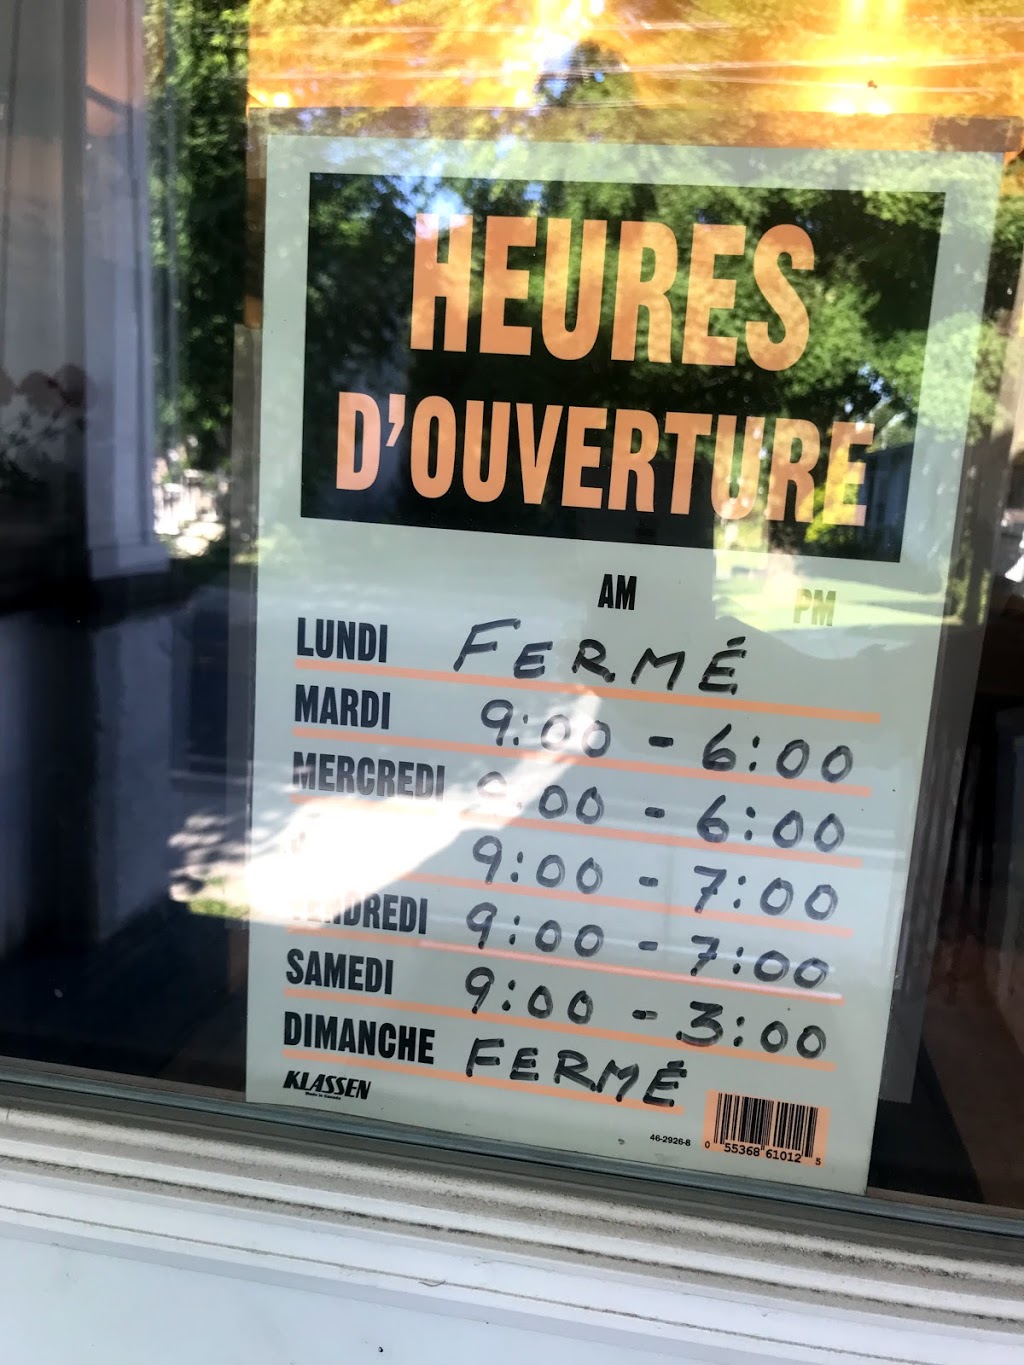 HEURES
D'OUVERTURE
AM PM
LUNDI FERMÉ
MARDI 9:00 - 6:00
MERCREDI 9:00 - 6:00
9:00 - 7:00
VENDREDI 9:00 - 7:00
SAMEDI 9:00 - 3:00
DIMANCHE FERMÉ
KLASSEN
Made in Canada
46-2926-8
0 55368 61012 5